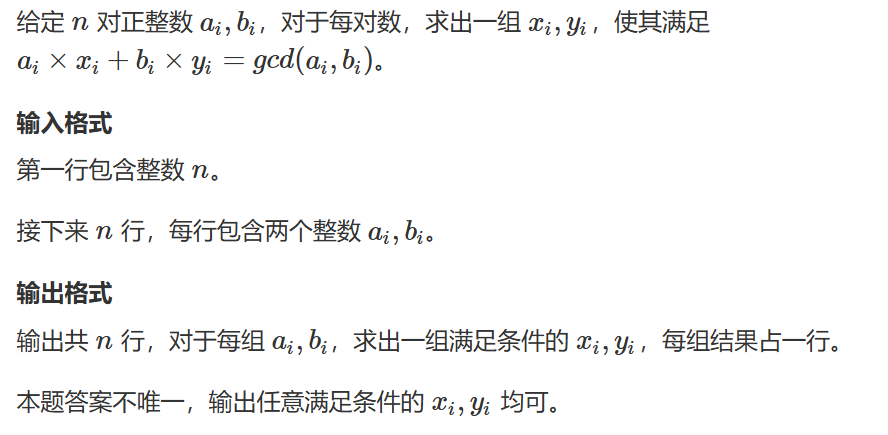 给定 n 对正整数 a_i, b_i，对于每对数，求出一组 x_i, y_i，使其满足
a_i × x_i + b_i × y_i = gcd(a_i, b_i)。
输入格式
第一行包含整数 n。
接下来 n 行，每行包含两个整数 a_i, b_i。
输出格式
输出共 n 行，对于每组 a_i, b_i，求出一组满足条件的 x_i, y_i，每组结果占一行。
本题答案不唯一，输出任意满足条件的 x_i, y_i 均可。